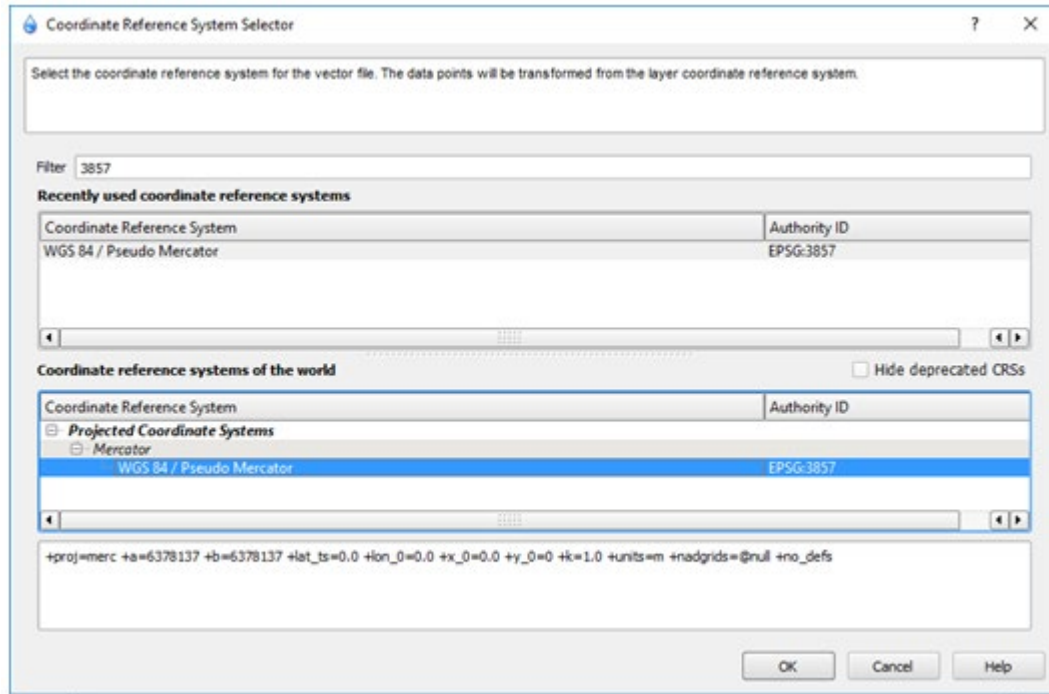 Coordinate Reference System Selector
Select the coordinate reference system for the vector file. The data points will be transformed from the layer coordinate reference system.
Filter 3857
Recently used coordinate reference systems
Coordinate Reference System Authority ID
WGS 84 / Pseudo Mercator EPSG:3857
Coordinate reference systems of the world Hide deprecated CRSs
Coordinate Reference System Authority ID
Projected Coordinate Systems
Mercator
WGS 84 / Pseudo Mercator EPSG:3857
+proj=merc +a=6378137 +b=6378137 +lat_ts=0.0 +lon_0=0.0 +x_0=0.0 +y_0=0 +k=1.0 +units=m +nadgrids=@null +no_defs
OK Cancel Help